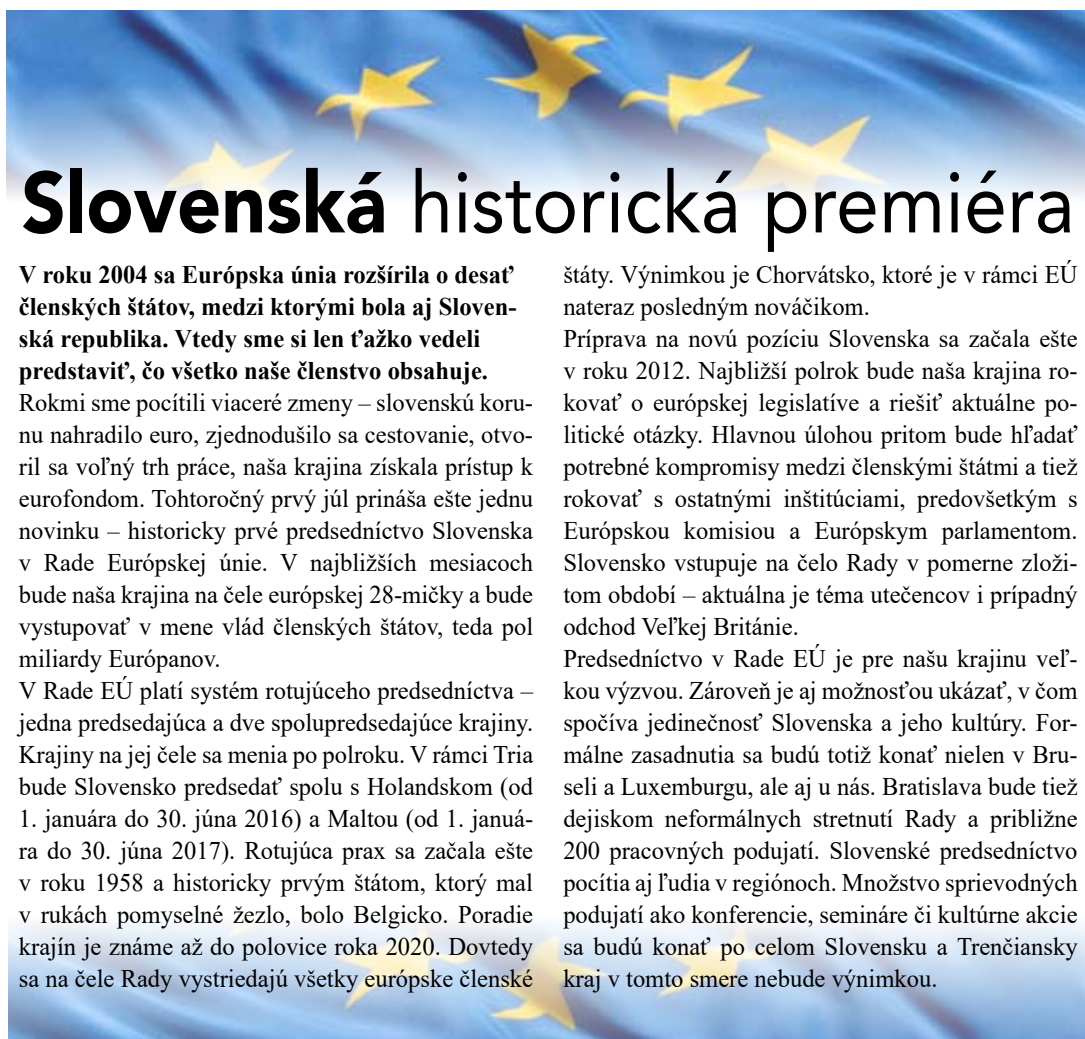 Slovenská historická premiéra
V roku 2004 sa Európska únia rozšírila o desať
členských štátov, medzi ktorými bola aj Sloven-
ská republika. Vtedy sme si len ťažko vedeli
predstaviť, čo všetko naše členstvo obsahuje.
Rokmi sme pocítili viaceré zmeny – slovenskú koru-
nu nahradilo euro, zjednodušilo sa cestovanie, otvo-
ril sa voľný trh práce, naša krajina získala prístup k
eurofondom. Tohtoročný prvý júl prináša ešte jednu
novinku – historicky prvé predsedníctvo Slovenska
v Rade Európskej únie. V najbližších mesiacoch
bude naša krajina na čele európskej 28-mičky a bude
vystupovať v mene vlád členských štátov, teda pol
miliardy Európanov.
V Rade EÚ platí systém rotujúceho predsedníctva –
jedna predsedajúca a dve spolupredsedajúce krajiny.
Krajiny na jej čele sa menia po polroku. V rámci Tria
bude Slovensko predsedať spolu s Holandskom (od
1. januára do 30. júna 2016) a Maltou (od 1. januá-
ra do 30. júna 2017). Rotujúca prax sa začala ešte
v roku 1958 a historicky prvým štátom, ktorý mal
v rukách pomyselné žezlo, bolo Belgicko. Poradie
krajín je známe až do polovice roka 2020. Dovtedy
sa na čele Rady vystriedajú všetky európske členské
štáty. Výnimkou je Chorvátsko, ktoré je v rámci EÚ
nateraz posledným nováčikom.
Príprava na novú pozíciu Slovenska sa začala ešte
v roku 2012. Najbližší polrok bude naša krajina ro-
kovať o európskej legislatíve a riešiť aktuálne po-
litické otázky. Hlavnou úlohou pritom bude hľadať
potrebné kompromisy medzi členskými štátmi a tiež
rokovať s ostatnými inštitúciami, predovšetkým s
Európskou komisiou a Európskym parlamentom.
Slovensko vstupuje na čelo Rady v pomerne zloži-
tom období – aktuálna je téma utečencov i prípadný
odchod Veľkej Británie.
Predsedníctvo v Rade EÚ je pre našu krajinu veľ-
kou výzvou. Zároveň je aj možnosťou ukázať, v čom
spočíva jedinečnosť Slovenska a jeho kultúry. For-
málne zasadnutia sa budú totiž konať nielen v Bru-
seli a Luxemburgu, ale aj u nás. Bratislava bude tiež
dejiskom neformálnych stretnutí Rady a približne
200 pracovných podujatí. Slovenské predsedníctvo
pocítia aj ľudia v regiónoch. Množstvo sprievodných
podujatí ako konferencie, semináre či kultúrne akcie
sa budú konať po celom Slovensku a Trenčiansky
kraj v tomto smere nebude výnimkou.